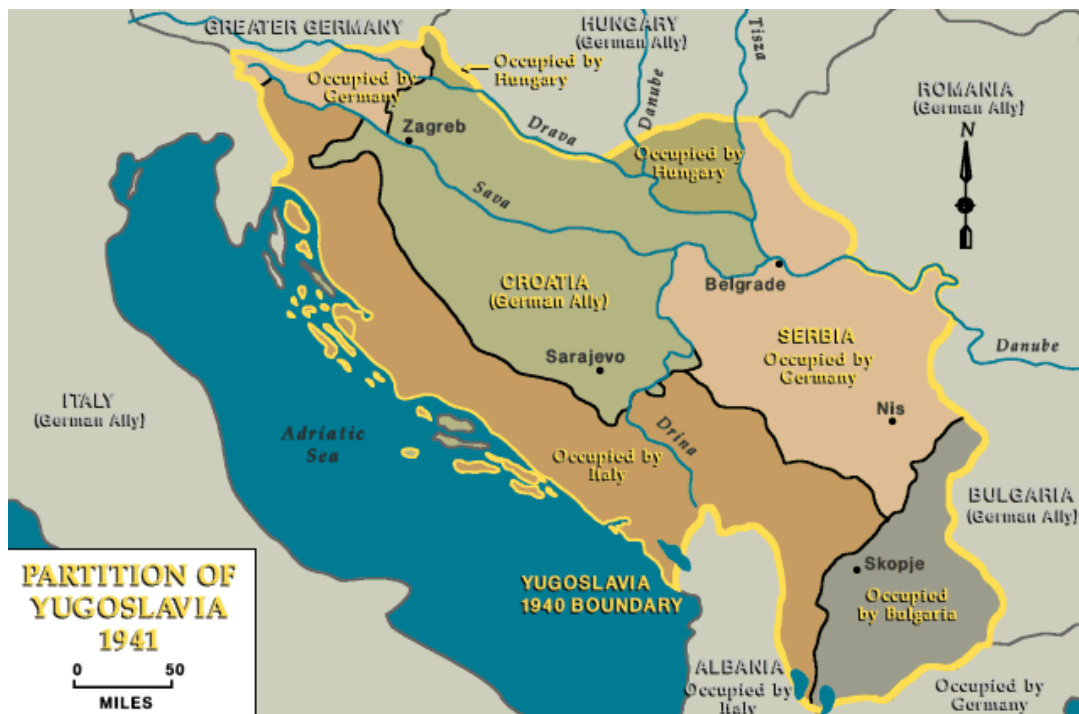 GREATER GERMANY
HUNGARY
(German Ally)
Tisza
Occupied by
Hungary
Occupied by
Germany
Danube
ROMANIA
(German Ally)
N
Zagreb
Drava
Occupied by
Hungary
Sava
CROATIA
(German Ally)
Belgrade
SERBIA
Occupied by
Germany
Danube
Sarajevo
Nis
ITALY
(German Ally)
Adriatic
Sea
Drina
Occupied by
Italy
BULGARIA
(German Ally)
Skopje
Occupied
by Bulgaria
YUGOSLAVIA
1940 BOUNDARY
ALBANIA
Occupied by
Italy
Occupied by
Germany
PARTITION OF
YUGOSLAVIA
1941
0 50
MILES